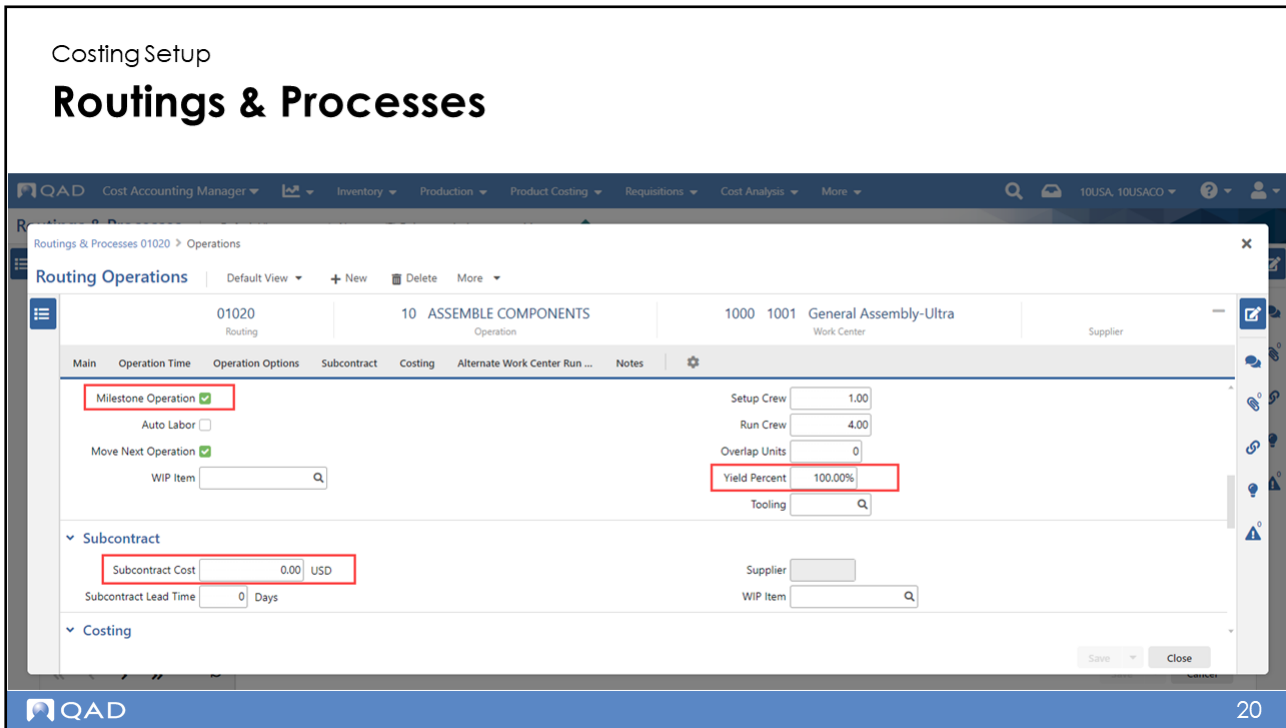 Costing Setup
Routings & Processes
QAD Cost Accounting Manager Inventory Production Product Costing Requisitions Cost Analysis More 10USA, 10USACO
Routings & Processes 01020 > Operations
Routing Operations Default View + New Delete More
01020 10 ASSEMBLE COMPONENTS 1000 1001 General Assembly-Ultra
Routing Operation Work Center Supplier
Main Operation Time Operation Options Subcontract Costing Alternate Work Center Run ... Notes
Milestone Operation Setup Crew 1.00
Auto Labor Run Crew 4.00
Move Next Operation Overlap Units 0
WIP Item Yield Percent 100.00%
Tooling
Subcontract
Subcontract Cost 0.00 USD Supplier
Subcontract Lead Time 0 Days WIP Item
Costing
Save Close
Cancel
QAD 20